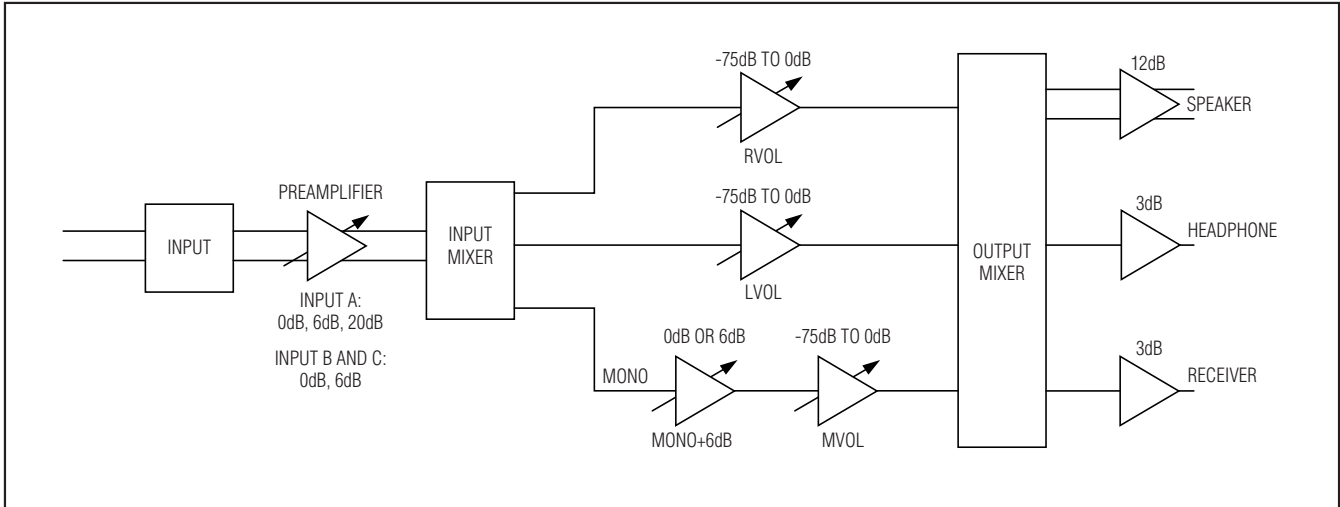 -75dB TO 0dB
RVOL
12dB
SPEAKER
PREAMPLIFIER
INPUT
INPUT A:
0dB, 6dB, 20dB
INPUT B AND C:
0dB, 6dB
INPUT
MIXER
-75dB TO 0dB
LVOL
OUTPUT
MIXER
3dB
HEADPHONE
MONO
0dB OR 6dB
MONO+6dB
-75dB TO 0dB
MVOL
3dB
RECEIVER